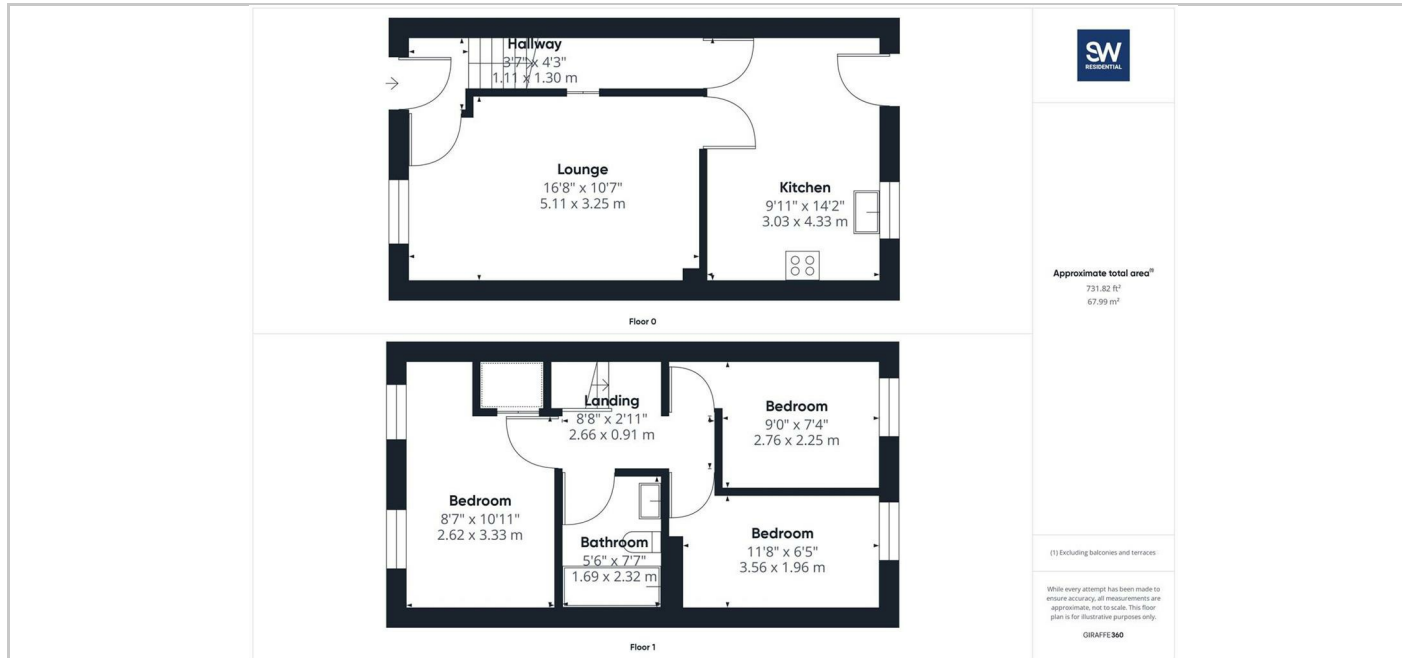 Hallway
3'7" x 4'3"
1.11 x 1.30 m
Lounge
16'8" x 10'7"
5.11 x 3.25 m
Kitchen
9'11" x 14'2"
3.03 x 4.33 m
Floor 0
Landing
8'8" x 2'11"
2.66 x 0.91 m
Bedroom
9'0" x 7'4"
2.76 x 2.25 m
Bedroom
8'7" x 10'11"
2.62 x 3.33 m
Bathroom
5'6" x 7'7"
1.69 x 2.32 m
Bedroom
11'8" x 6'5"
3.56 x 1.96 m
Floor 1
SW
RESIDENTIAL
Approximate total area⁽¹⁾
731.82 ft²
67.99 m²
(1) Excluding balconies and terraces
While every attempt has been made to
ensure accuracy, all measurements are
approximate, not to scale. This floor
plan is for illustrative purposes only.
GIRAFFE360